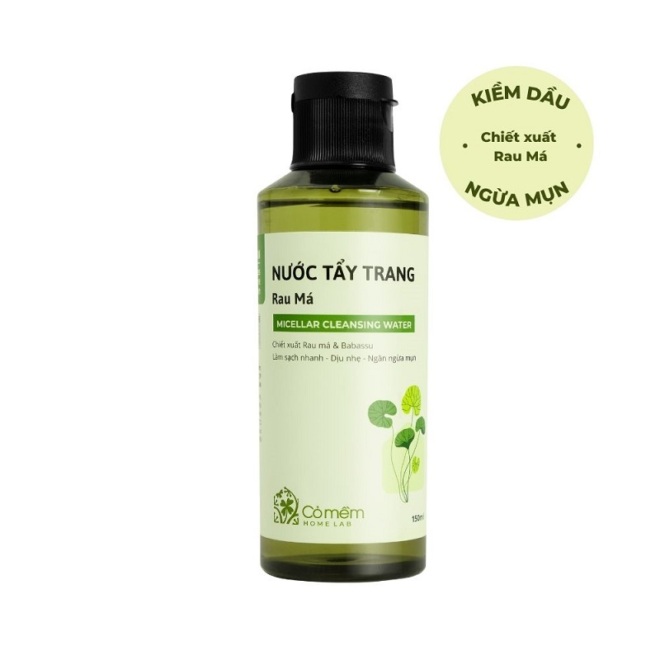 KIỀM DẦU
Chiết xuất
Rau Má
NGỪA MỤN
NƯỚC TẨY TRANG
Rau Má
MICELLAR CLEANSING WATER
Chiết xuất Rau má & Babassu
Làm sạch nhanh - Dịu nhẹ - Ngăn ngừa mụn
Cỏ mềm
HOME LAB